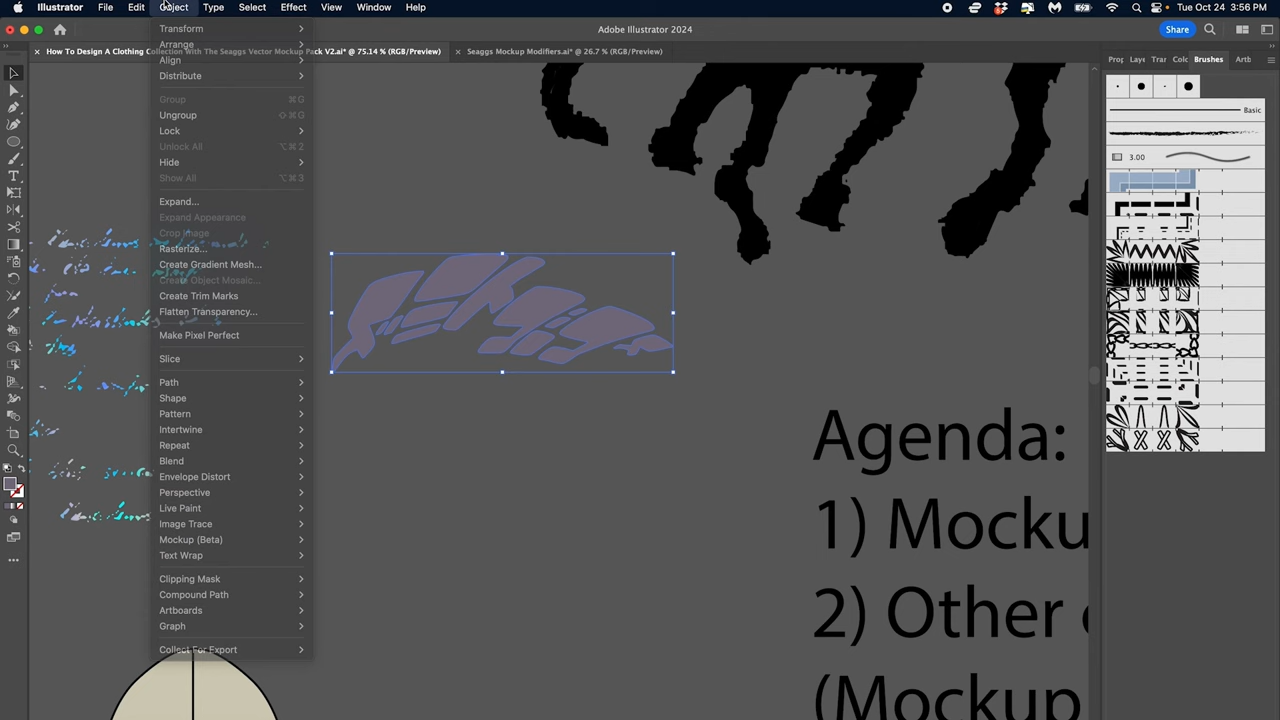 Illustrator File Edit Object Type Select Effect View Window Help
Tue Oct 24 3:56 PM
Adobe Illustrator 2024
Share
How To Design A Clothing Collection With The Seaggs Vector Mockup Pack V2.ai* @ 75.14 % (RGB/Preview)
Seaggs Mockup Modifiers.ai* @ 26.7 % (RGB/Preview)
Brushes
Transform
Arrange
Align
Distribute
Group ⌘G
Ungroup ⇧⌘G
Lock
Unlock All ⌥⌘2
Hide
Show All ⌥⌘3
Expand...
Expand Appearance
Crop Image
Rasterize...
Create Gradient Mesh...
Create Object Mosaic...
Create Trim Marks
Flatten Transparency...
Make Pixel Perfect
Slice
Path
Shape
Pattern
Intertwine
Repeat
Blend
Envelope Distort
Perspective
Live Paint
Image Trace
Mockup (Beta)
Text Wrap
Clipping Mask
Compound Path
Artboards
Graph
Collect For Export
Basic
3.00
Agenda:
1) Mocku
2) Other
(Mockup